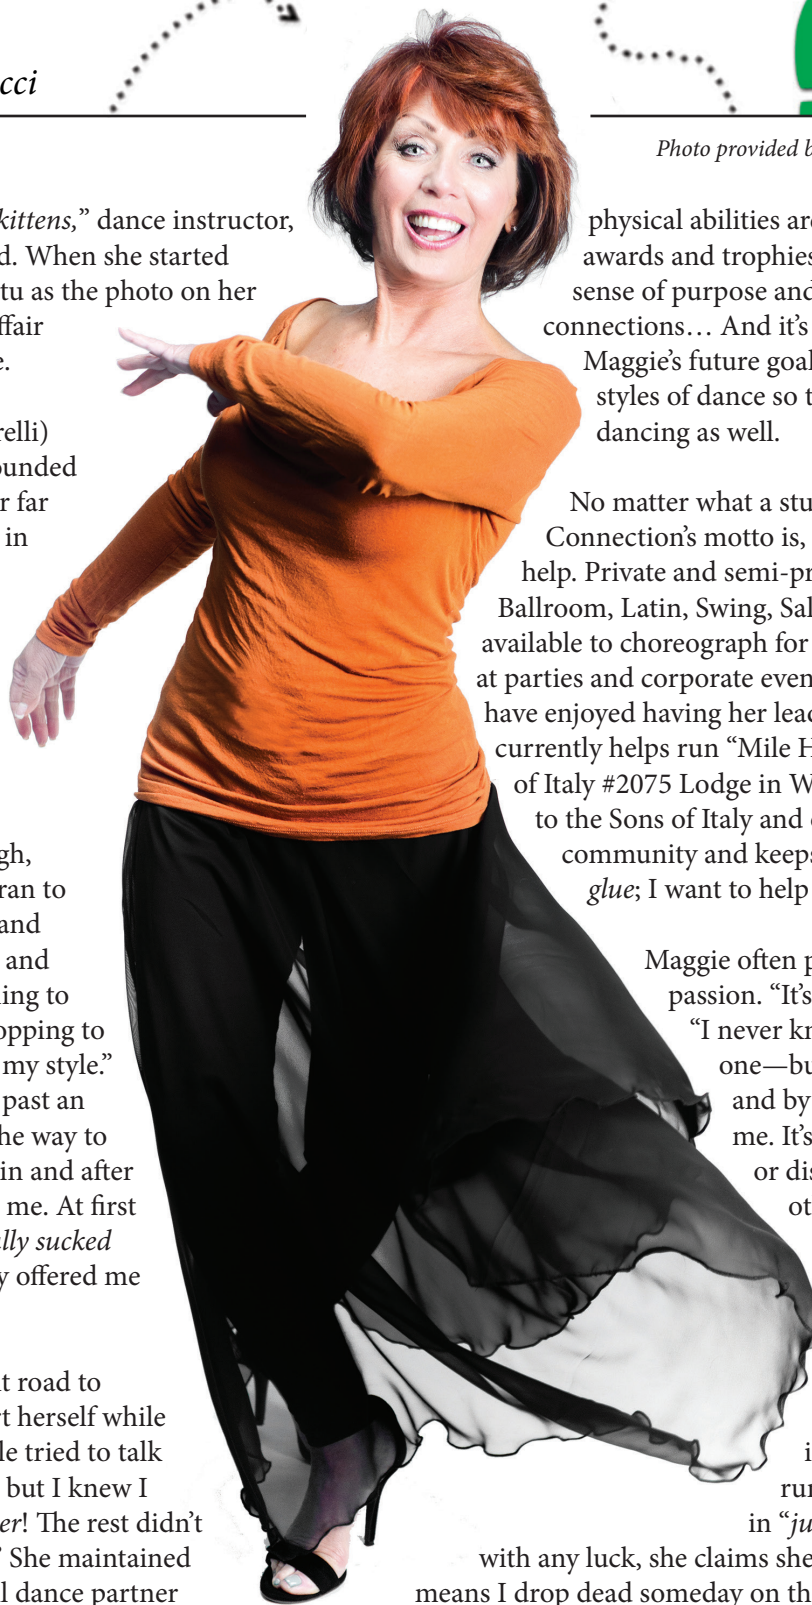 cci
Photo provided b
kittens,” dance instructor,
d. When she started
tu as the photo on her
ffair
e.
relli)
ounded
r far
in
gh,
ran to
and
and
ing to
opping to
my style.”
past an
he way to
in and after
me. At first
lly sucked
y offered me
t road to
rt herself while
le tried to talk
but I knew I
er! The rest didn’t
” She maintained
l dance partner
physical abilities are
awards and trophies
sense of purpose and
connections… And it’s
Maggie’s future goal
styles of dance so t
dancing as well.
No matter what a stu
Connection’s motto is,
help. Private and semi-pr
Ballroom, Latin, Swing, Sal
available to choreograph for
at parties and corporate even
have enjoyed having her lead
currently helps run “Mile H
of Italy #2075 Lodge in W
to the Sons of Italy and
community and keeps
glue; I want to help
Maggie often p
passion. “It’s
“I never kn
one—bu
and by
me. It’s
or dis
ot
i
run
in “ju
with any luck, she claims she
means I drop dead someday on th